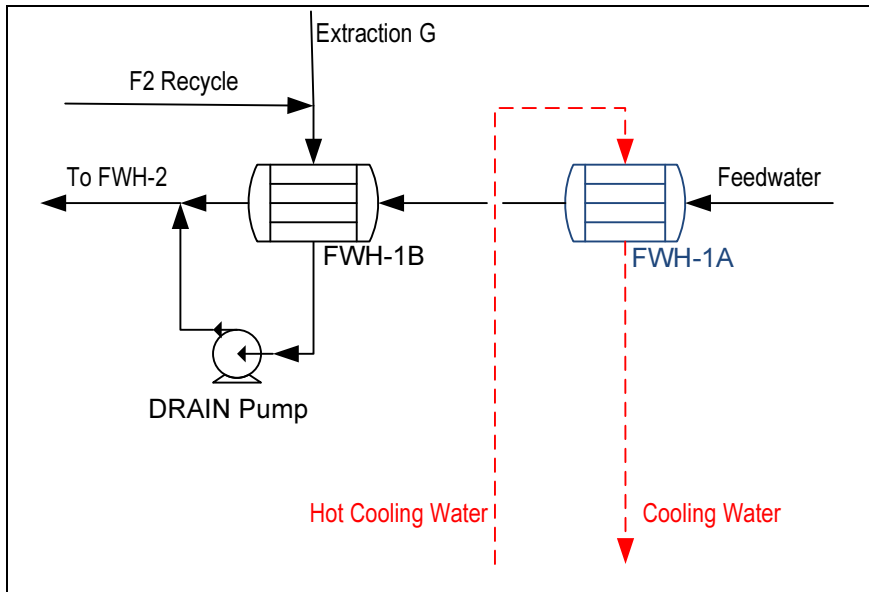 Extraction G
F2 Recycle
To FWH-2
Feedwater
FWH-1B
FWH-1A
DRAIN Pump
Hot Cooling Water
Cooling Water